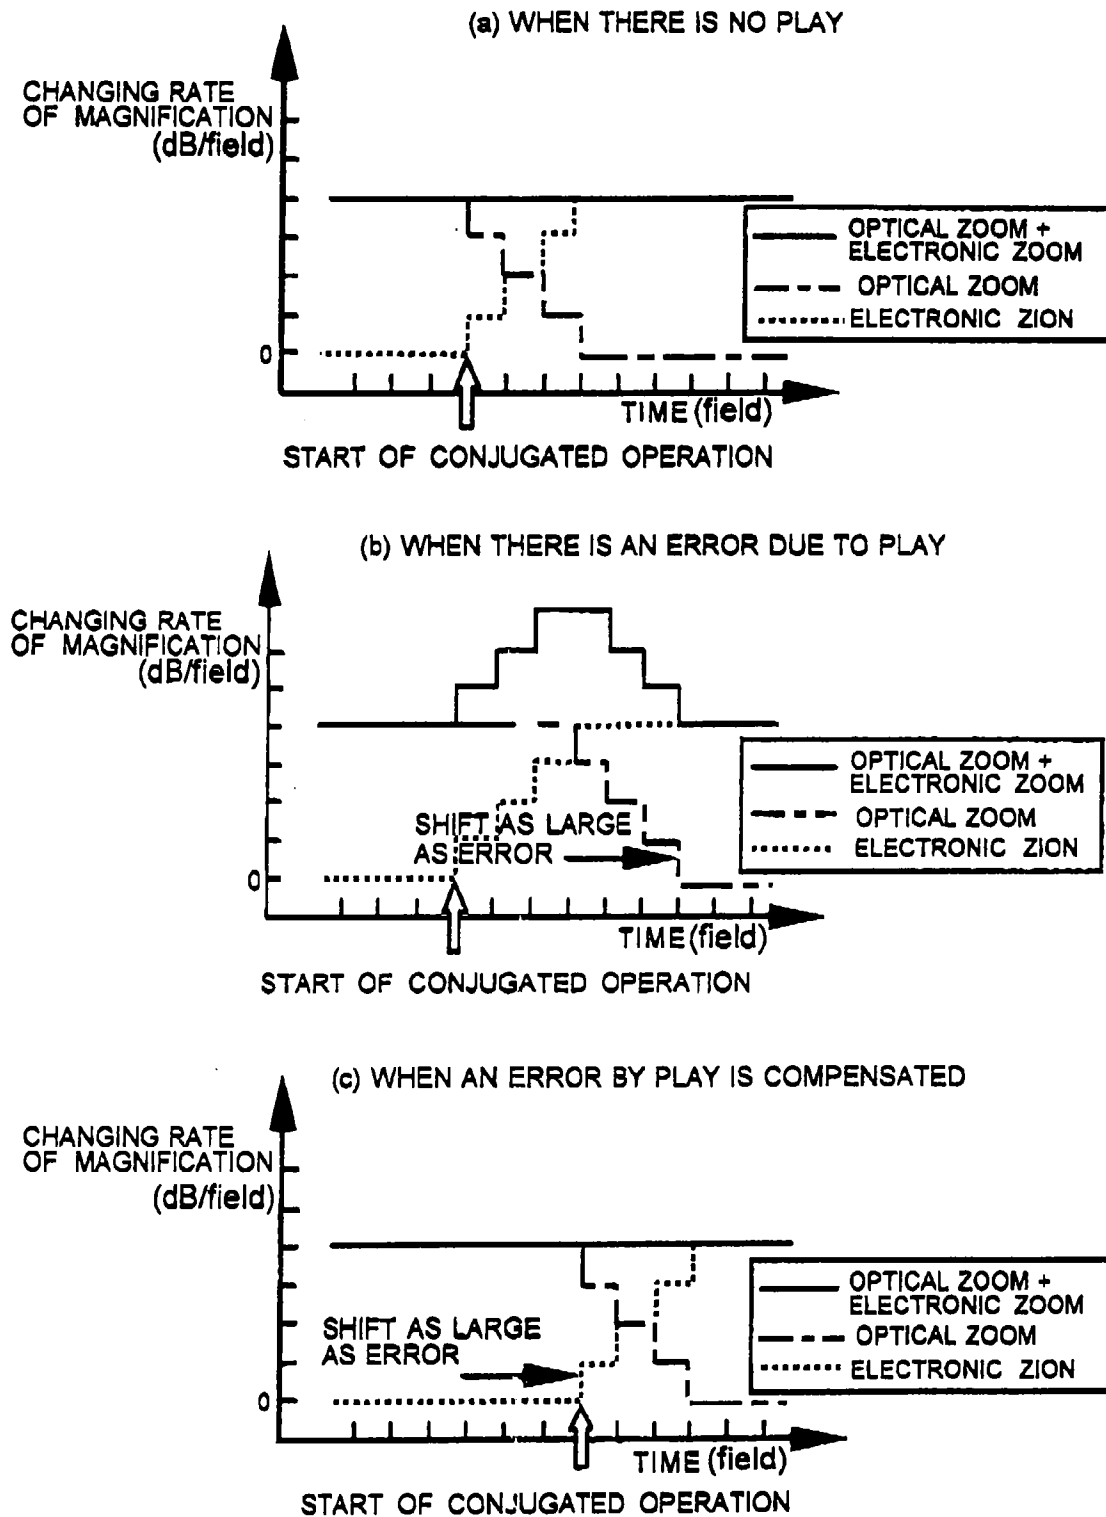 (a) WHEN THERE IS NO PLAY
CHANGING RATE
OF MAGNIFICATION
(dB/field)
OPTICAL ZOOM +
ELECTRONIC ZOOM
OPTICAL ZOOM
ELECTRONIC ZION
0
TIME (field)
START OF CONJUGATED OPERATION
(b) WHEN THERE IS AN ERROR DUE TO PLAY
CHANGING RATE
OF MAGNIFICATION
(dB/field)
OPTICAL ZOOM +
ELECTRONIC ZOOM
OPTICAL ZOOM
ELECTRONIC ZION
SHIFT AS LARGE
AS ERROR
0
TIME (field)
START OF CONJUGATED OPERATION
(c) WHEN AN ERROR BY PLAY IS COMPENSATED
CHANGING RATE
OF MAGNIFICATION
(dB/field)
OPTICAL ZOOM +
ELECTRONIC ZOOM
OPTICAL ZOOM
ELECTRONIC ZION
SHIFT AS LARGE
AS ERROR
0
TIME (field)
START OF CONJUGATED OPERATION